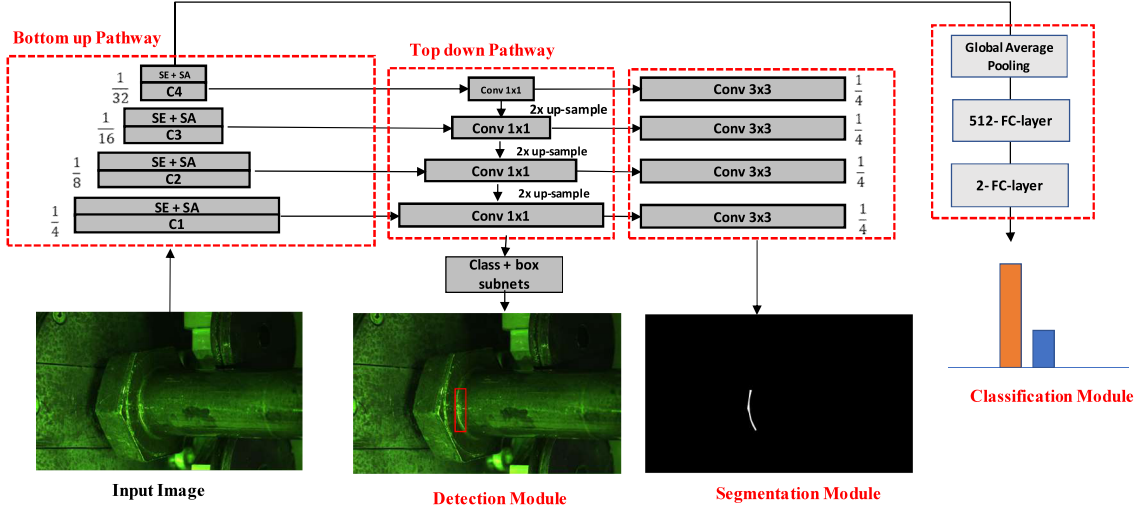 Bottom up Pathway
Top down Pathway
1
32
SE + SA
C4
1
16
SE + SA
C3
1
8
SE + SA
C2
1
4
SE + SA
C1
Conv 1x1
2x up-sample
Conv 1x1
2x up-sample
Conv 1x1
2x up-sample
Conv 1x1
Class + box
subnets
Conv 3x3
1
4
Conv 3x3
1
4
Conv 3x3
1
4
Conv 3x3
1
4
Global Average
Pooling
512- FC-layer
2- FC-layer
Input Image
Detection Module
Segmentation Module
Classification Module